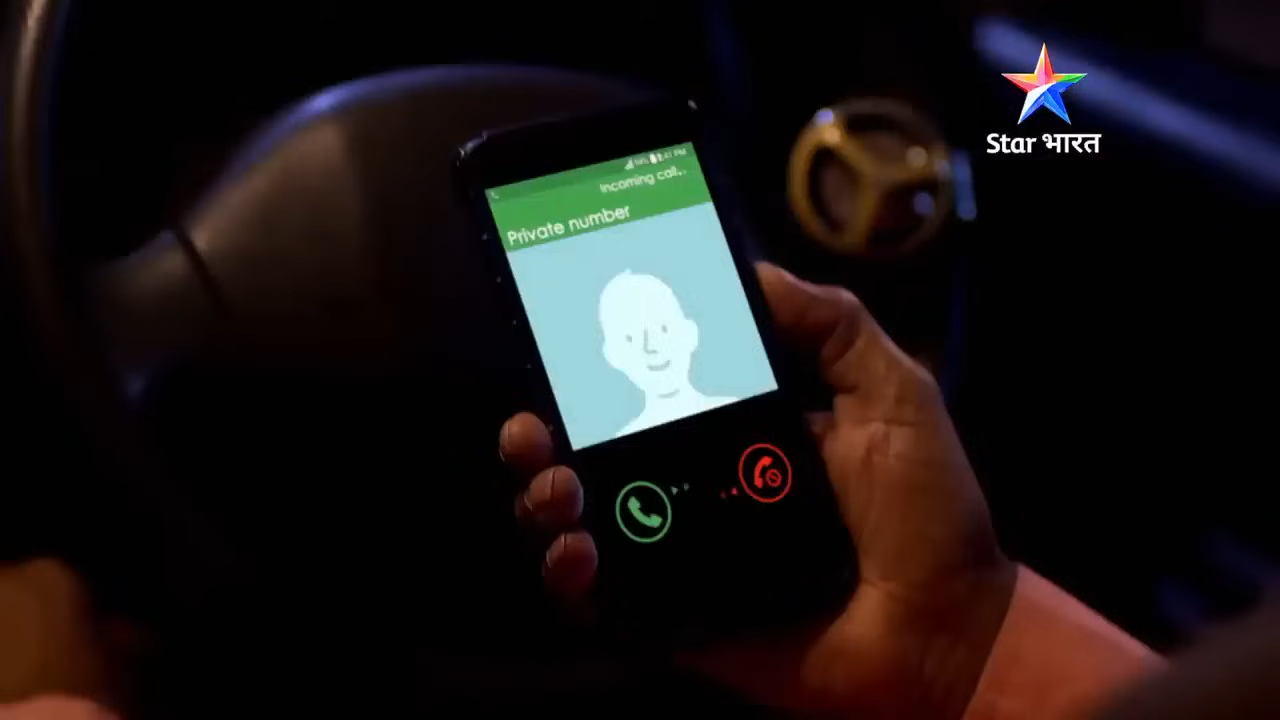 Incoming call...
Private number
Star भारत